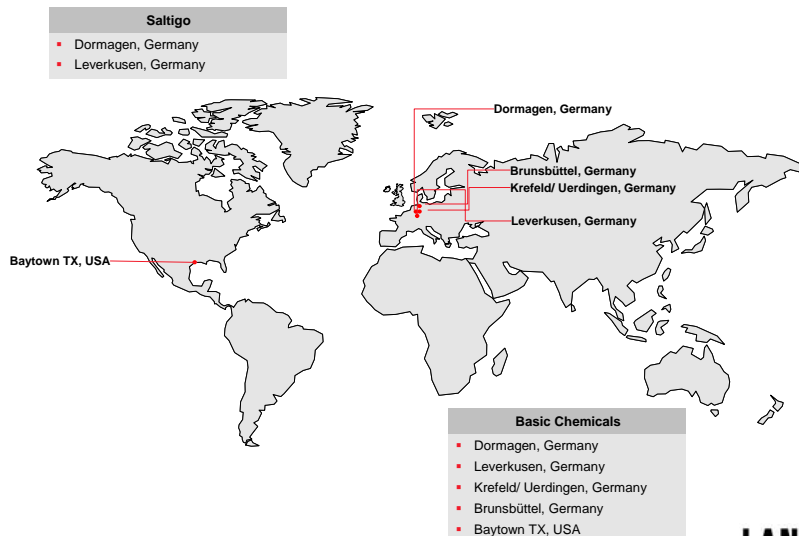 Saltigo
Dormagen, Germany
Leverkusen, Germany
Dormagen, Germany
Brunsbüttel, Germany
Krefeld/ Uerdingen, Germany
Leverkusen, Germany
Baytown TX, USA
Basic Chemicals
Dormagen, Germany
Leverkusen, Germany
Krefeld/ Uerdingen, Germany
Brunsbüttel, Germany
Baytown TX, USA